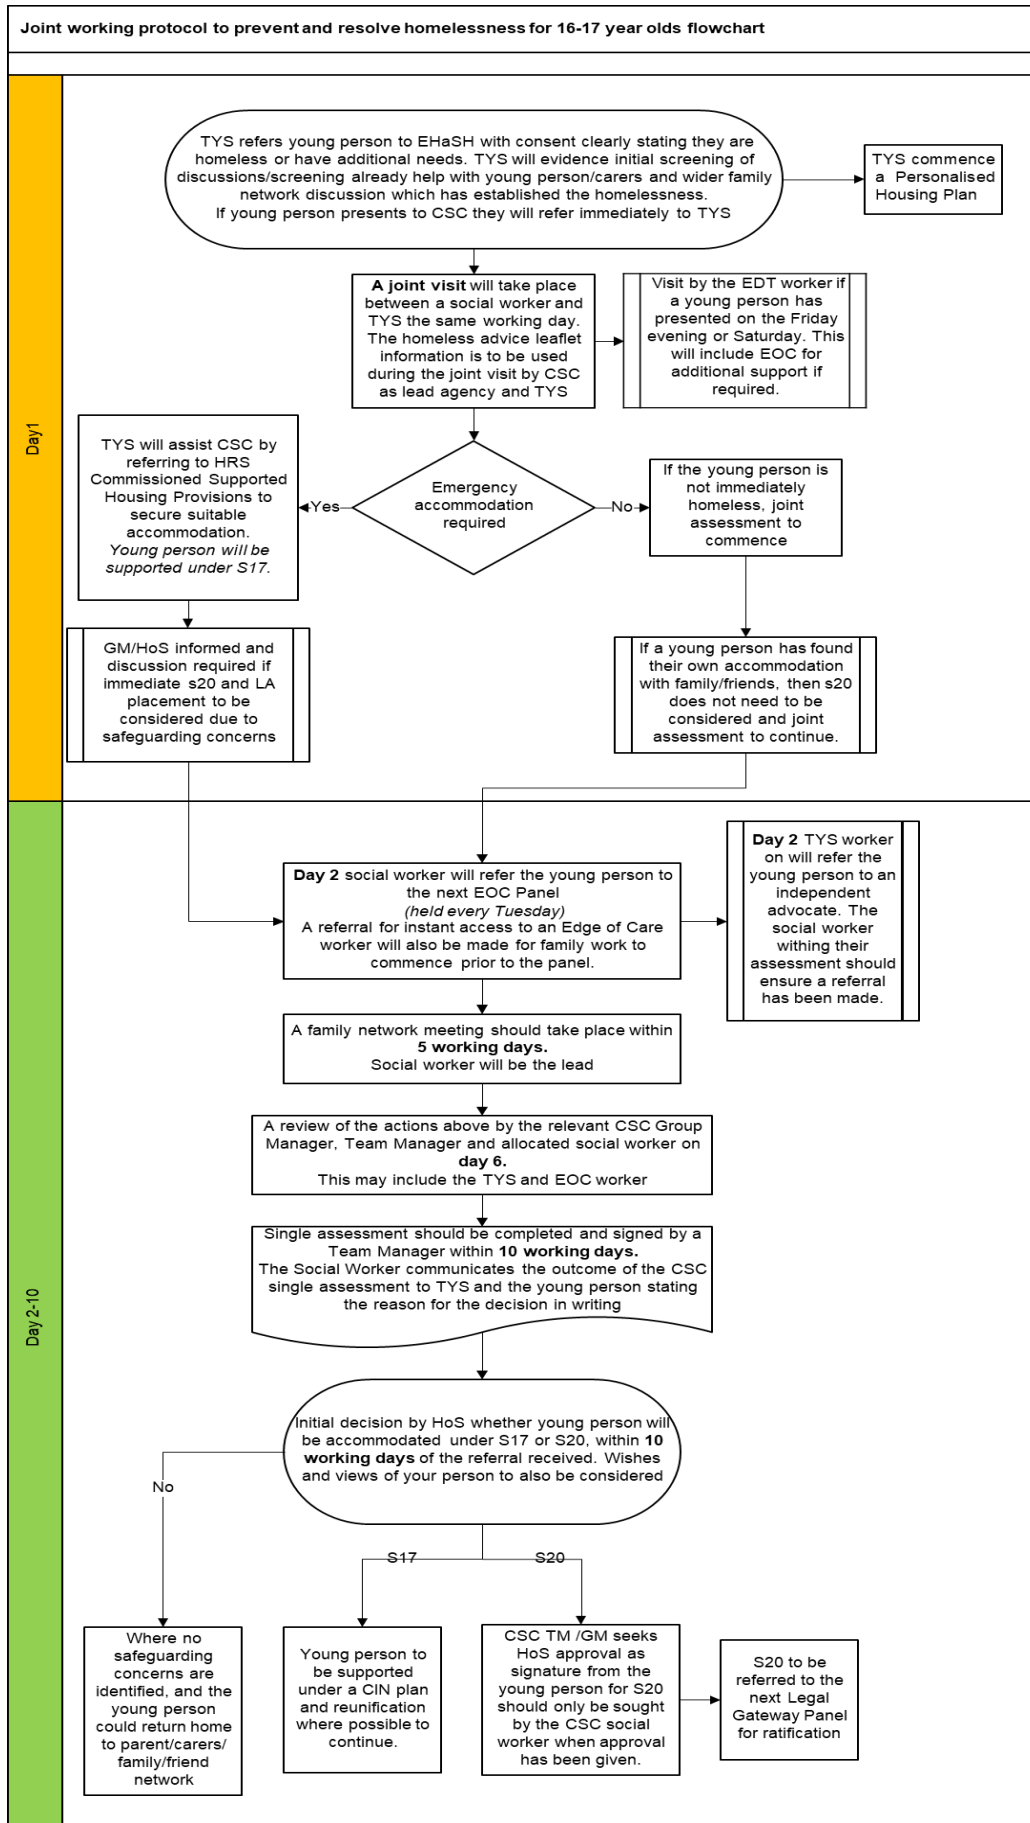 Joint working protocol to prevent and resolve homelessness for 16-17 year olds flowchart
Day1
TYS refers young person to EHaSH with consent clearly stating they are
homeless or have additional needs. TYS will evidence initial screening of
discussions/screening already help with young person/carers and wider family
network discussion which has established the homelessness.
If young person presents to CSC they will refer immediately to TYS
TYS commence
a Personalised
Housing Plan
A joint visit will take place
between a social worker and
TYS the same working day.
The homeless advice leaflet
information is to be used
during the joint visit by CSC
as lead agency and TYS
Visit by the EDT worker if
a young person has
presented on the Friday
evening or Saturday. This
will include EOC for
additional support if
required.
TYS will assist CSC by
referring to HRS
Commissioned Supported
Housing Provisions to
secure suitable
accommodation.
Young person will be
supported under S17.
Yes
Emergency
accommodation
required
No
If the young person is
not immediately
homeless, joint
assessment to
commence
GM/HoS informed and
discussion required if
immediate s20 and LA
placement to be
considered due to
safeguarding concerns
If a young person has found
their own accommodation
with family/friends, then s20
does not need to be
considered and joint
assessment to continue.
Day 2-10
Day 2 social worker will refer the young person to
the next EOC Panel
(held every Tuesday)
A referral for instant access to an Edge of Care
worker will also be made for family work to
commence prior to the panel.
Day 2 TYS worker
on will refer the
young person to an
independent
advocate. The
social worker
withing their
assessment should
ensure a referral
has been made.
A family network meeting should take place within
5 working days.
Social worker will be the lead
A review of the actions above by the relevant CSC Group
Manager, Team Manager and allocated social worker on
day 6.
This may include the TYS and EOC worker
Single assessment should be completed and signed by a
Team Manager within 10 working days.
The Social Worker communicates the outcome of the CSC
single assessment to TYS and the young person stating
the reason for the decision in writing
Initial decision by HoS whether young person will
be accommodated under S17 or S20, within 10
working days of the referral received. Wishes
and views of your person to also be considered
No
S17
S20
Where no
safeguarding
concerns are
identified, and the
young person
could return home
to parent/carers/
family/friend
network
Young person to
be supported
under a CIN plan
and reunification
where possible to
continue.
CSC TM /GM seeks
HoS approval as
signature from the
young person for S20
should only be sought
by the CSC social
worker when approval
has been given.
S20 to be
referred to the
next Legal
Gateway Panel
for ratification